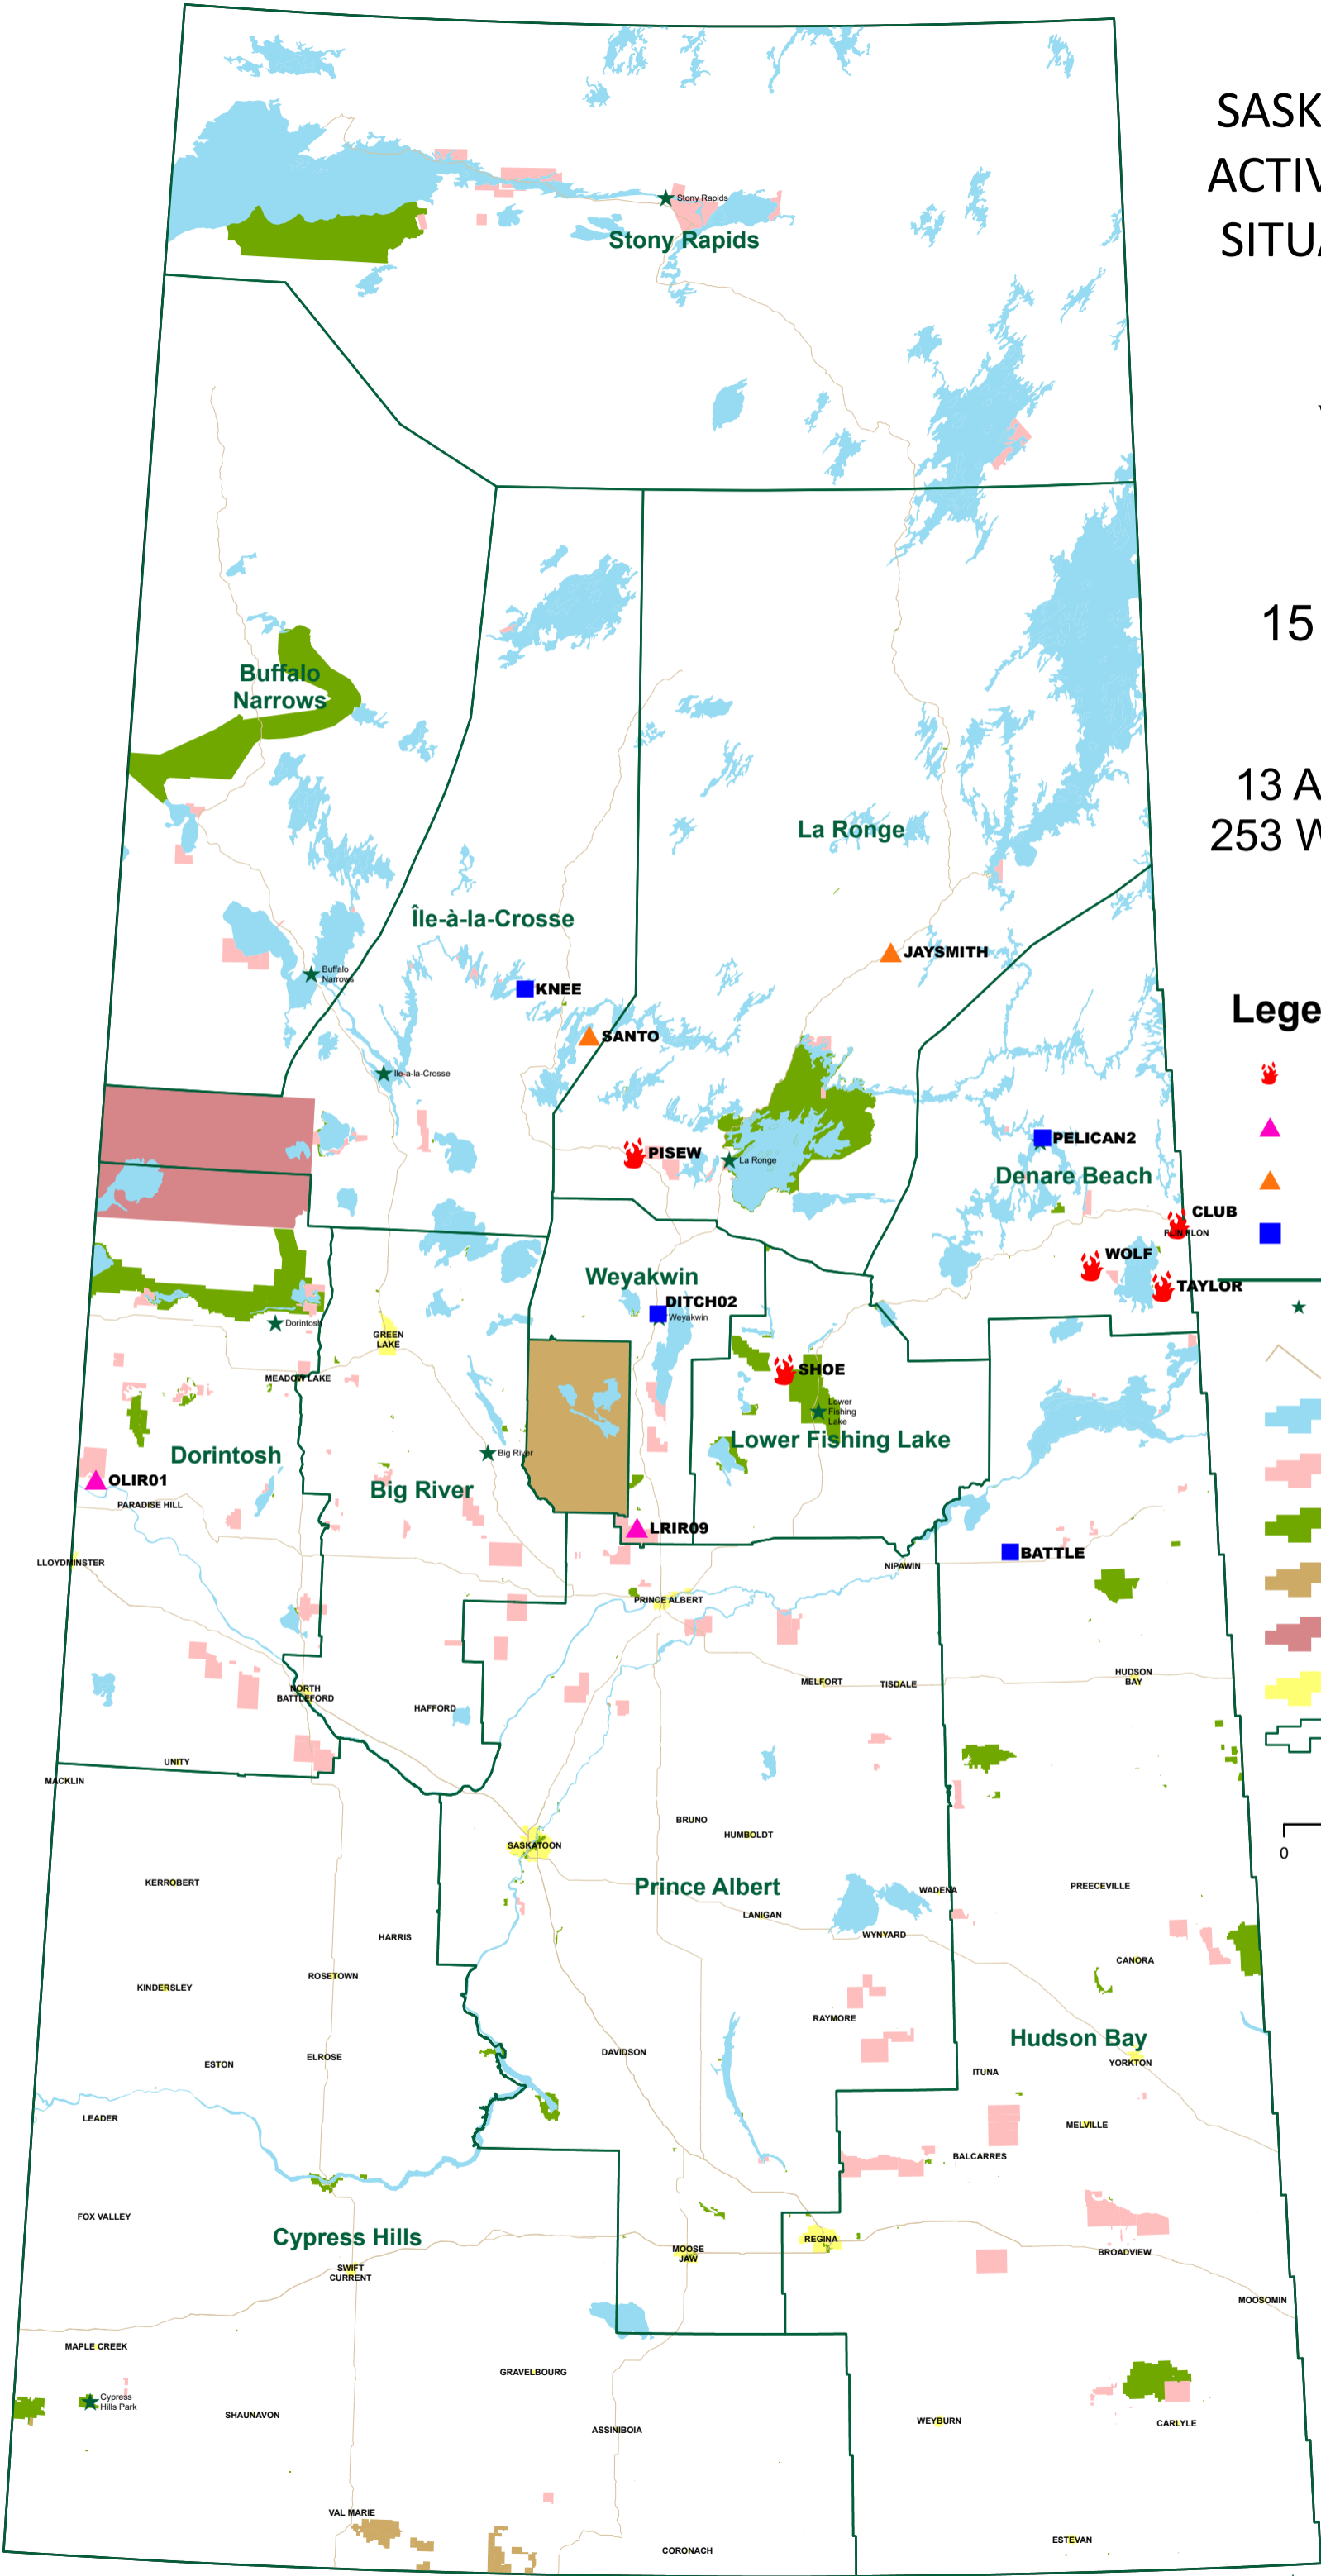 SASK
ACTIV
SITUA
Stony Rapids
Stony Rapids
15
Buffalo
Narrows
13 A
253 W
La Ronge
Île-à-la-Crosse
JAYSMITH
Buffalo
Narrows
KNEE
Lege
SANTO
Ile-a-la-Crosse
PELICAN2
PISEW
La Ronge
Denare Beach
CLUB
FLIN FLON
WOLF
Weyakwin
TAYLOR
DITCH02
Weyakwin
Dorintosh
GREEN
LAKE
SHOE
MEADOW LAKE
Lower
Fishing
Lake
Lower Fishing Lake
Dorintosh
Big River
OLIR01
Big River
PARADISE HILL
LRIR09
BATTLE
LLOYDMINSTER
NIPAWIN
PRINCE ALBERT
HUDSON
BAY
MELFORT
TISDALE
NORTH
BATTLEFORD
HAFFORD
UNITY
MACKLIN
BRUNO
HUMBOLDT
SASKATOON
0
KERROBERT
Prince Albert
WADENA
PREECEVILLE
LANIGAN
WYNYARD
HARRIS
CANORA
ROSETOWN
KINDERSLEY
RAYMORE
Hudson Bay
DAVIDSON
ELROSE
ESTON
YORKTON
ITUNA
LEADER
MELVILLE
BALCARRES
FOX VALLEY
Cypress Hills
REGINA
MOOSE
JAW
BROADVIEW
SWIFT
CURRENT
MOOSOMIN
MAPLE CREEK
GRAVELBOURG
Cypress
Hills Park
SHAUNAVON
WEYBURN
CARLYLE
ASSINIBOIA
VAL MARIE
ESTEVAN
CORONACH